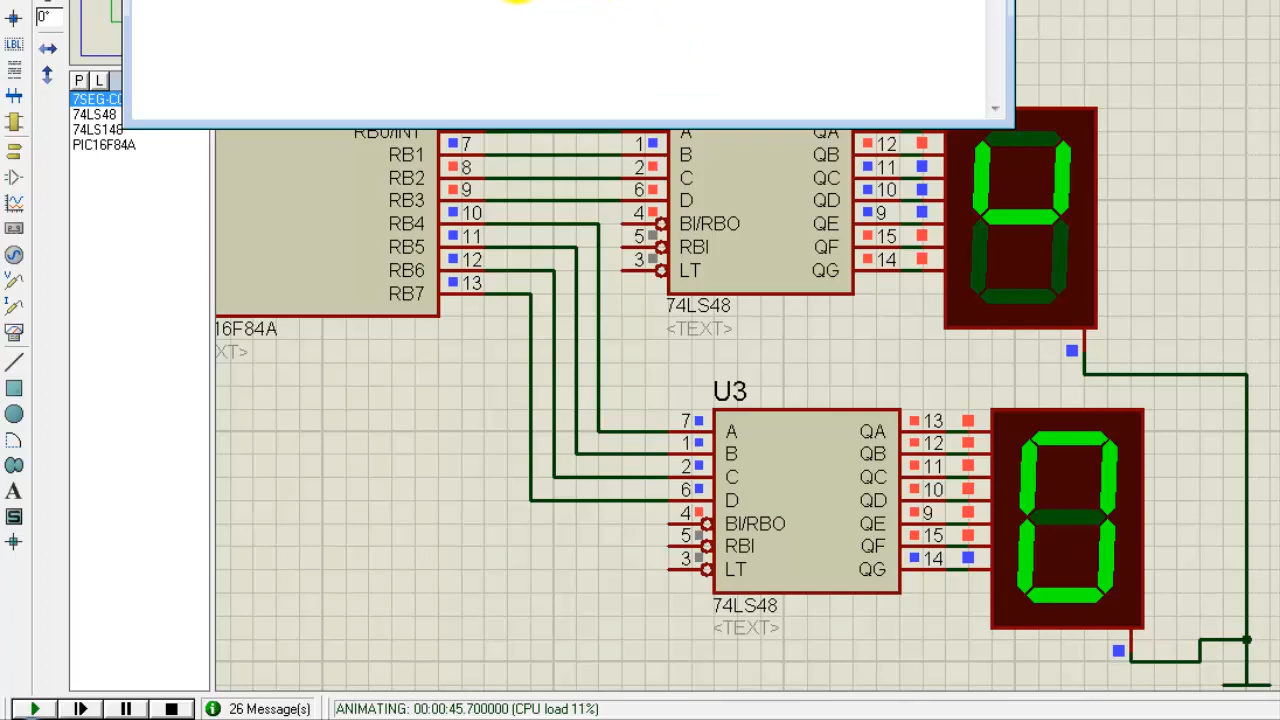 0°
LBL
P L
7SEG-CO
74LS48
74LS148
PIC16F84A
RB0/INT
RB1
RB2
RB3
RB4
RB5
RB6
RB7
7
8
9
10
11
12
13
16F84A
XT>
1
2
6
4
5
3
A
B
C
D
BI/RBO
RBI
LT
QA
QB
QC
QD
QE
QF
QG
12
11
10
9
15
14
74LS48
<TEXT>
U3
7
1
2
6
4
5
3
A
B
C
D
BI/RBO
RBI
LT
QA
QB
QC
QD
QE
QF
QG
13
12
11
10
9
15
14
74LS48
<TEXT>
A
S
26 Message(s)
ANIMATING: 00:00:45.700000 (CPU load 11%)